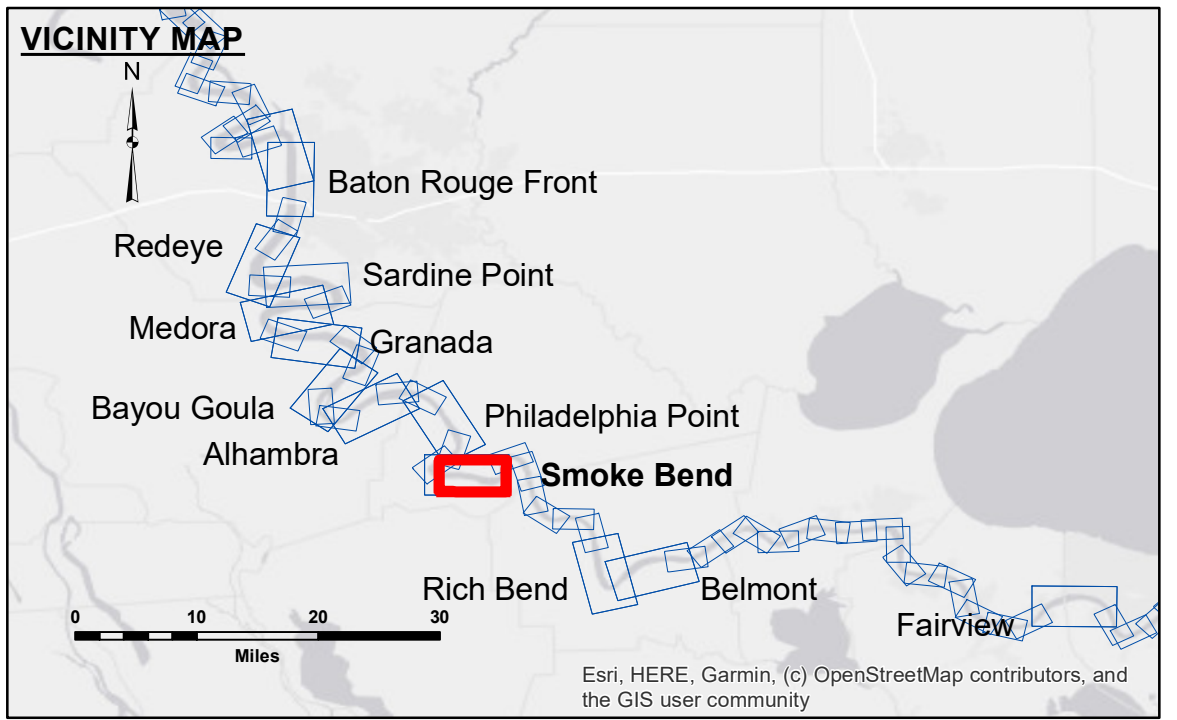 VICINITY MAP
N
Baton Rouge Front
Redeye
Sardine Point
Medora
Granada
Bayou Goula
Philadelphia Point
Alhambra
Smoke Bend
Rich Bend
Belmont
Fairview
0 10 20 30
Miles
Esri, HERE, Garmin, (c) OpenStreetMap contributors, and
the GIS user community